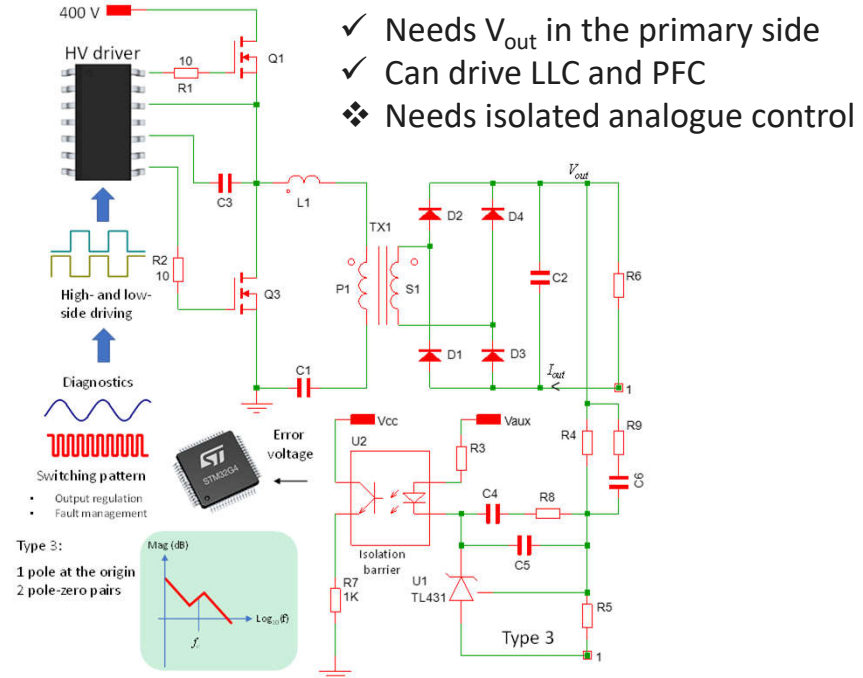 ✓ Needs Vout in the primary side
✓ Can drive LLC and PFC
❖ Needs isolated analogue control
400 V
HV driver
10
R1
Q1
C3
L1
R2
10
Q3
High- and low-
side driving
Diagnostics
Switching pattern
• Output regulation
• Fault management
C1
TX1
P1
S1
D2
D4
D1
D3
C2
Vout
R6
Iout
<
1
ST
STM32G4
Error
voltage
Vcc
U2
Vaux
R3
R4
R9
C6
C4
R8
C5
Isolation
barrier
R7
1K
U1
TL431
R5
1
Type 3
Type 3:
1 pole at the origin
2 pole-zero pairs
Mag (dB)
Log10(f)
fc